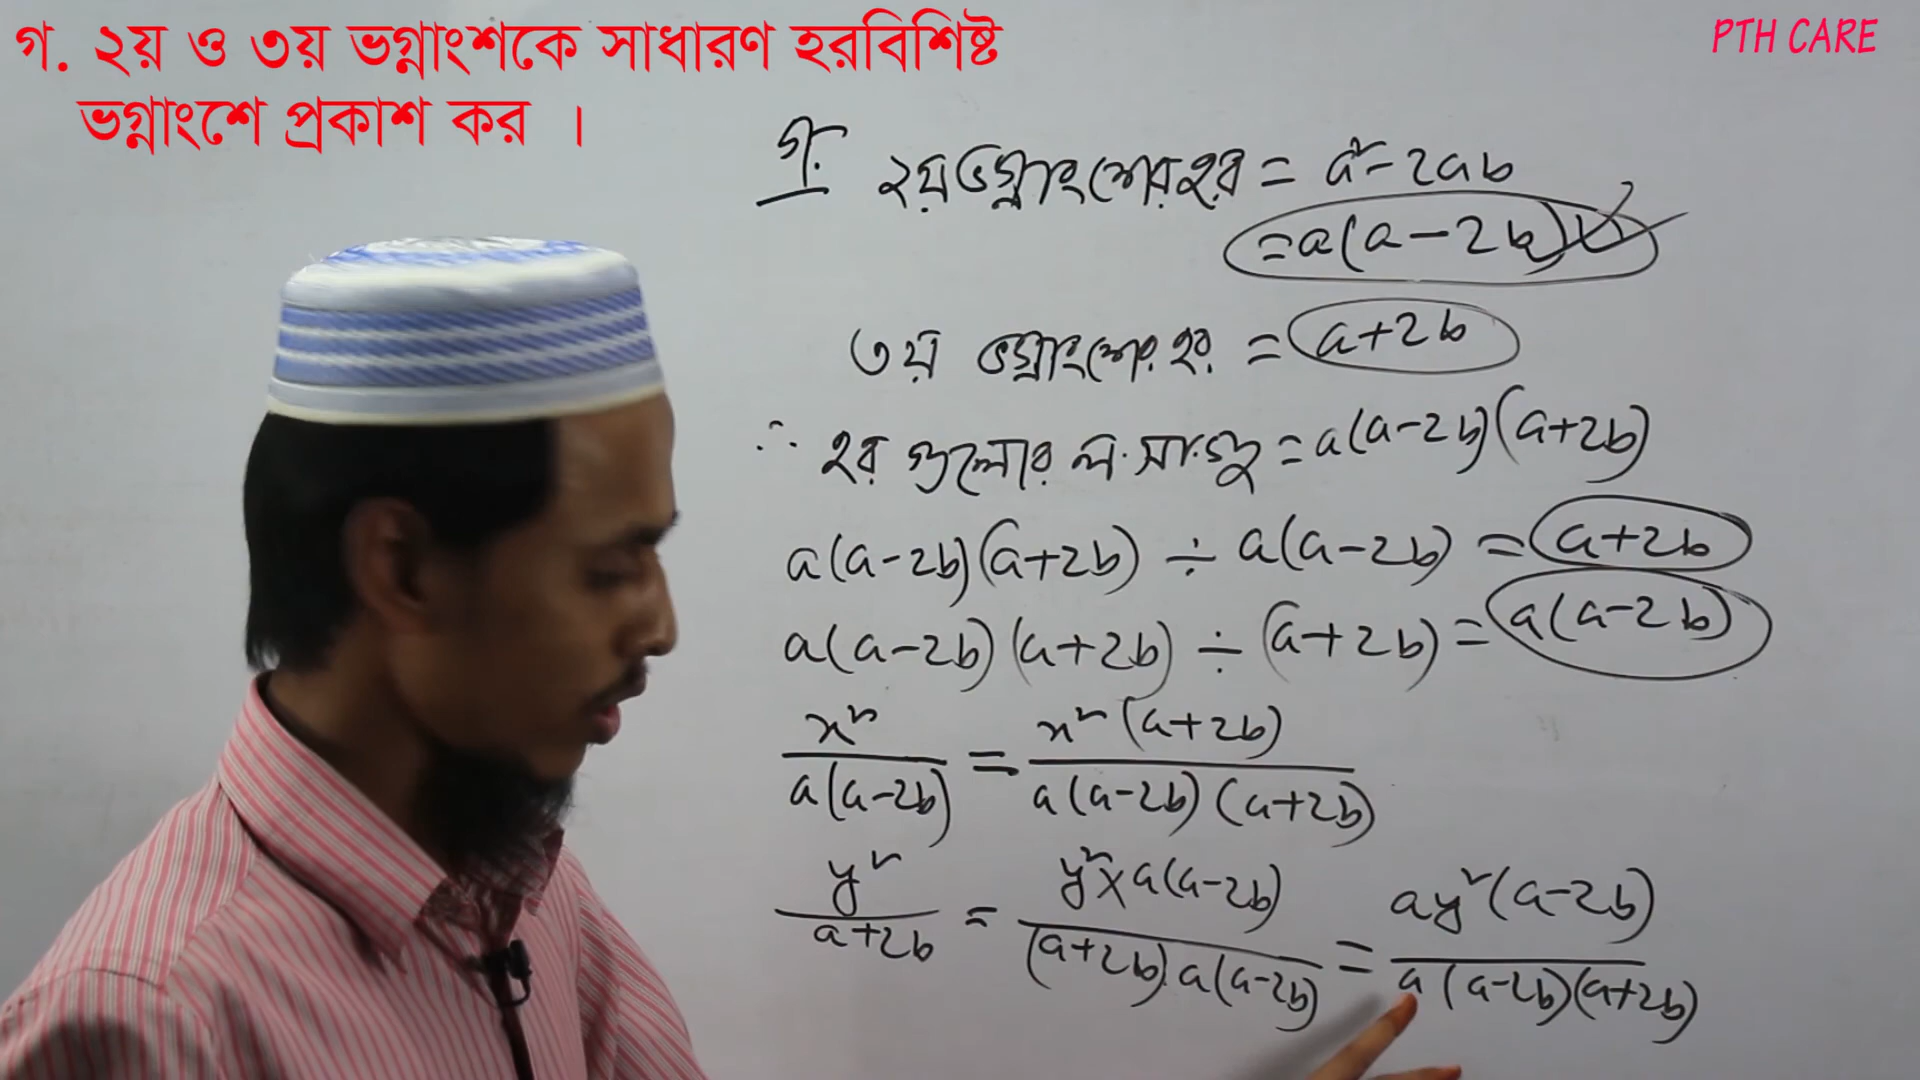 গ. ২য় ও ৩য় ভগ্নাংশকে সাধারণ হরবিশিষ্ট
ভগ্নাংশে প্রকাশ কর ।
PTH CARE
গ. ২য় ভগ্নাংশের হর = a² - 2ab
= a(a - 2b)
৩য় ভগ্নাংশের হর = a+2b
∴ হর গুলোর ল.সা.গু = a(a-2b)(a+2b)
a(a-2b)(a+2b) ÷ a(a-2b) = a+2b
a(a-2b)(a+2b) ÷ (a+2b) = a(a-2b)
x²/a(a-2b) = x²(a+2b)/a(a-2b)(a+2b)
y²/a+2b = y²×a(a-2b)/(a+2b).a(a-2b) = ay²(a-2b)/a(a-2b)(a+2b)